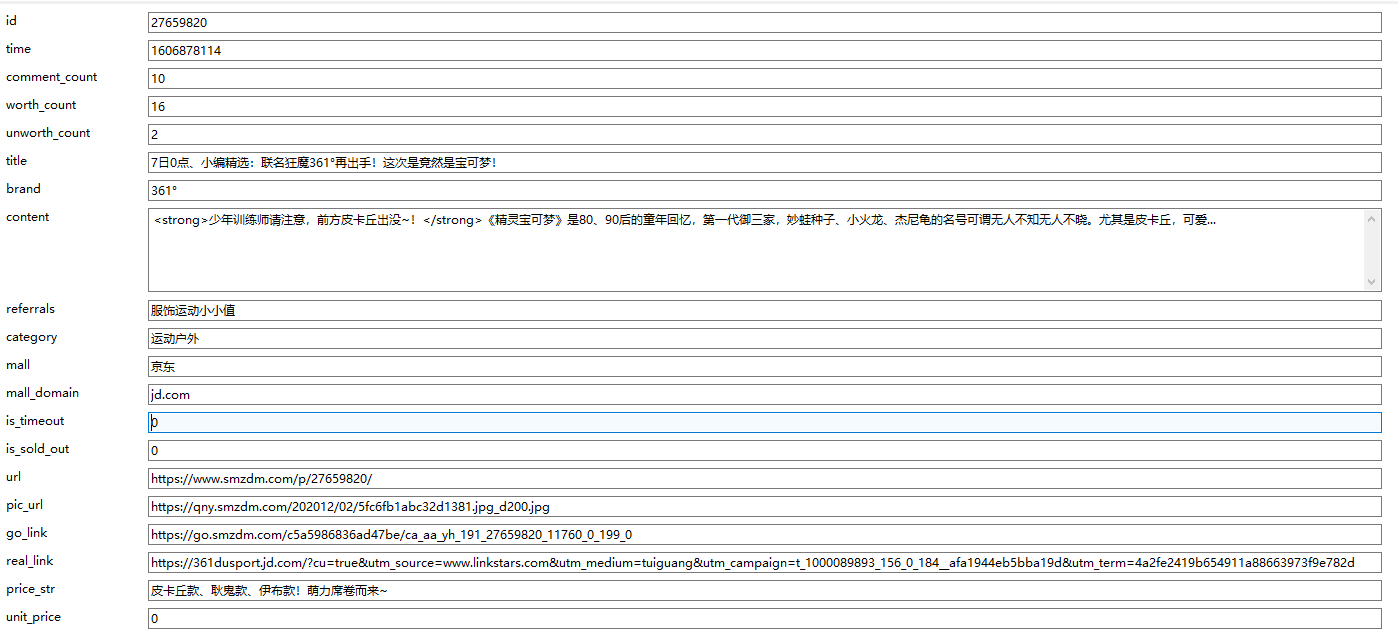 id 27659820
time 1606878114
comment_count 10
worth_count 16
unworth_count 2
title 7日0点、小编精选：联名狂魔361°再出手！这次是竟然是宝可梦！
brand 361°
content <strong>少年训练师请注意，前方皮卡丘出没~！</strong>《精灵宝可梦》是80、90后的童年回忆，第一代御三家，妙蛙种子、小火龙、杰尼龟的名号可谓无人不知无人不晓。尤其是皮卡丘，可爱...
referrals 服饰运动小小值
category 运动户外
mall 京东
mall_domain jd.com
is_timeout 0
is_sold_out 0
url https://www.smzdm.com/p/27659820/
pic_url https://qny.smzdm.com/202012/02/5fc6fb1abc32d1381.jpg_d200.jpg
go_link https://go.smzdm.com/c5a5986836ad47be/ca_aa_yh_191_27659820_11760_0_199_0
real_link https://361dusport.jd.com/?cu=true&utm_source=www.linkstars.com&utm_medium=tuiguang&utm_campaign=t_1000089893_156_0_184__afa1944eb5bba19d&utm_term=4a2fe2419b654911a88663973f9e782d
price_str 皮卡丘款、耿鬼款、伊布款！萌力席卷而来~
unit_price 0